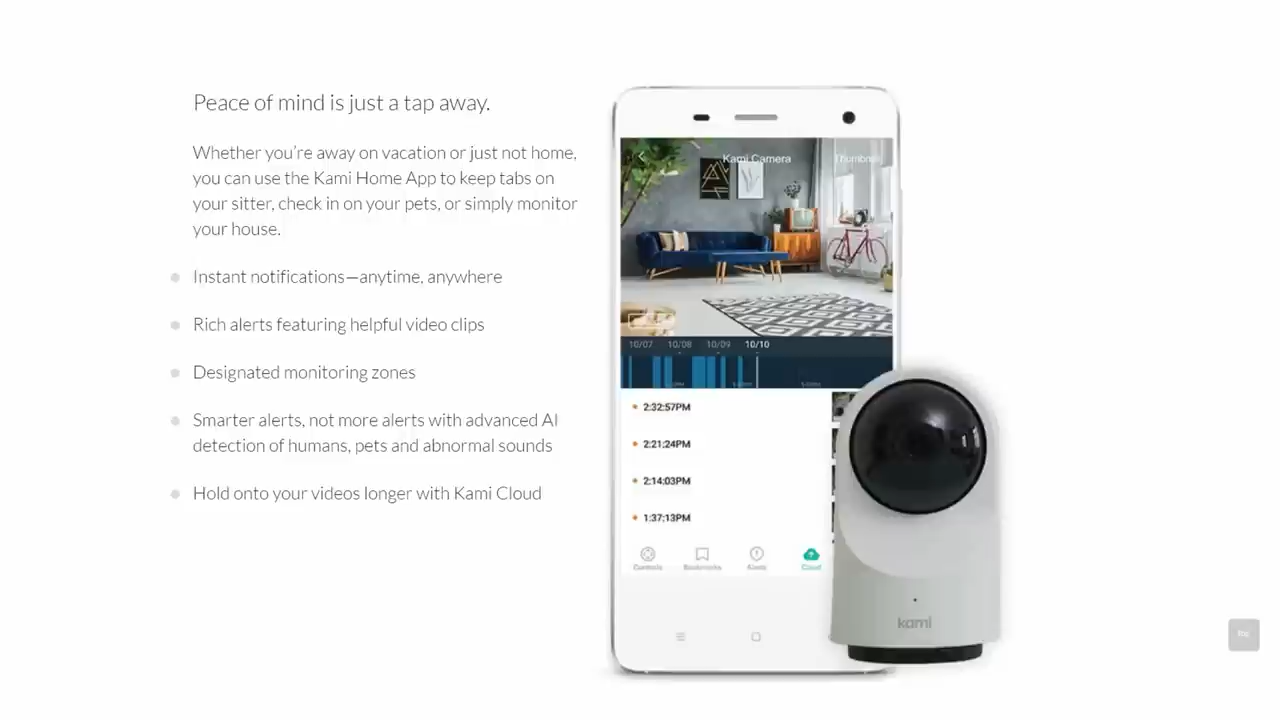 Peace of mind is just a tap away.
Whether you're away on vacation or just not home,
you can use the Kami Home App to keep tabs on
your sitter, check in on your pets, or simply monitor
your house.
Instant notifications—anytime, anywhere
Rich alerts featuring helpful video clips
Designated monitoring zones
Smarter alerts, not more alerts with advanced AI
detection of humans, pets and abnormal sounds
Hold onto your videos longer with Kami Cloud
Kami Camera
10/07 10/08 10/09 10/10
2:32:57PM
2:21:24PM
2:14:03PM
1:37:13PM
Controls Bookmarks Cloud
kami